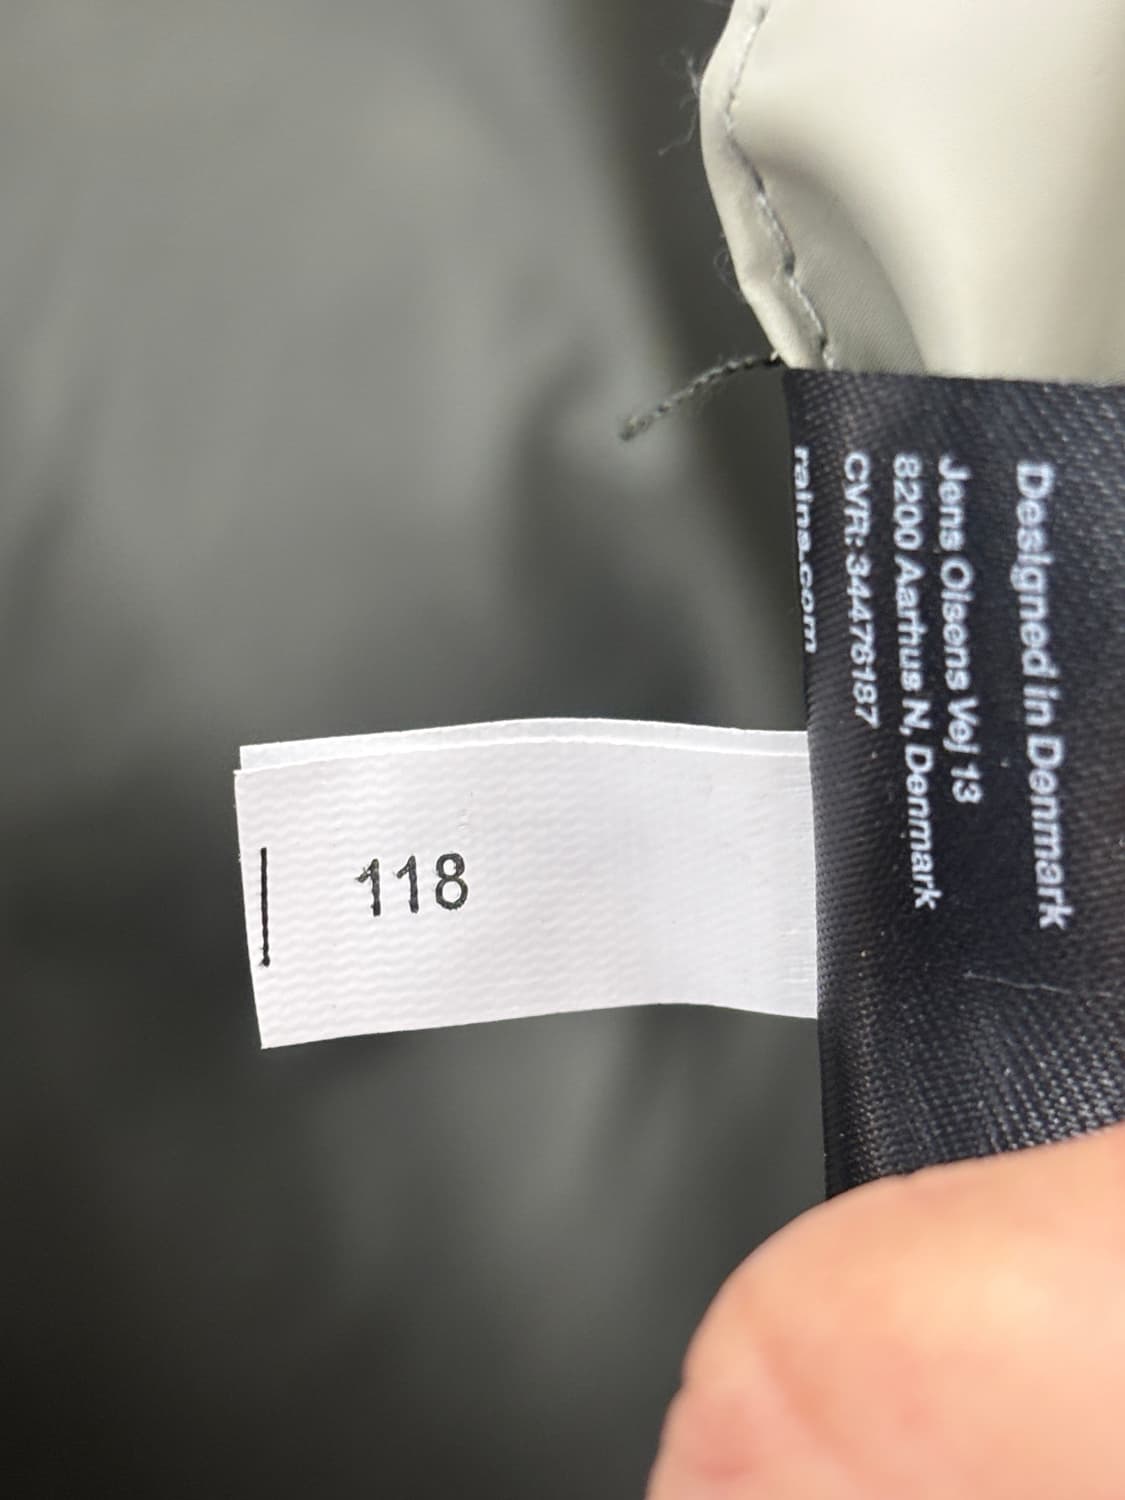 118
Designed in Denmark
Jens Olsens Vej 13
8200 Aarhus N, Denmark
CVR: 34476187
rains.com